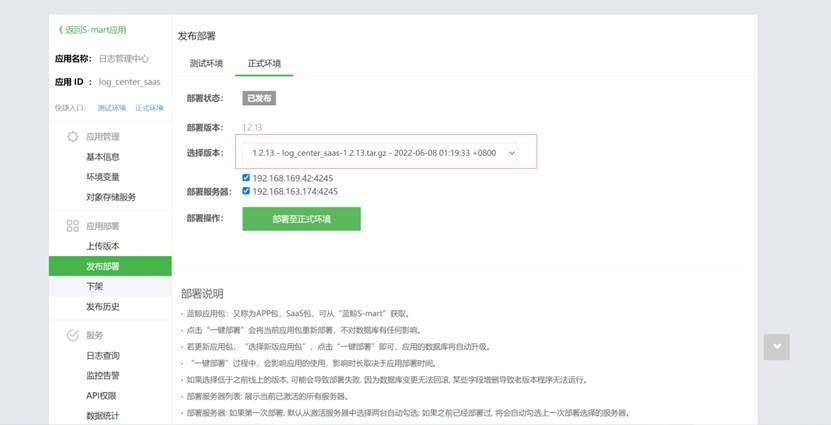 《 返回S-mart应用
应用名称： 日志管理中心
应用 ID ： log_center_saas
快捷入口： 测试环境 正式环境
应用管理
基本信息
环境变量
对象存储服务
应用部署
上传版本
发布部署
下架
发布历史
服务
日志查询
监控告警
API权限
数据统计
发布部署
测试环境 正式环境
部署状态： 已发布
部署版本： 1.2.13
选择版本： 1.2.13 - log_center_saas-1.2.13.tar.gz - 2022-06-08 01:19:33 +0800
192.168.169.42:4245
部署服务器： 192.168.163.174:4245
部署操作： 部署至正式环境
部署说明
• 蓝鲸应用包：又称为APP包，SaaS包，可从“蓝鲸S-mart”获取。
• 点击“一键部署”会将当前应用包重新部署，不对数据库有任何影响。
• 若更新应用包，“选择新版应用包”，点击“一键部署”即可，应用的数据库将自动升级。
• “一键部署”过程中，会影响应用的使用，影响时长取决于应用部署时间。
• 如果选择低于之前线上的版本, 可能会导致部署失败. 因为数据库变更无法回滚, 某些字段增删导致老版本程序无法运行。
• 部署服务器列表: 展示当前已激活的所有服务器。
• 部署服务器: 如果第一次部署, 默认从激活服务器中选择两台自动勾选; 如果之前已经部署过, 将会自动勾选上一次部署选择的服务器。